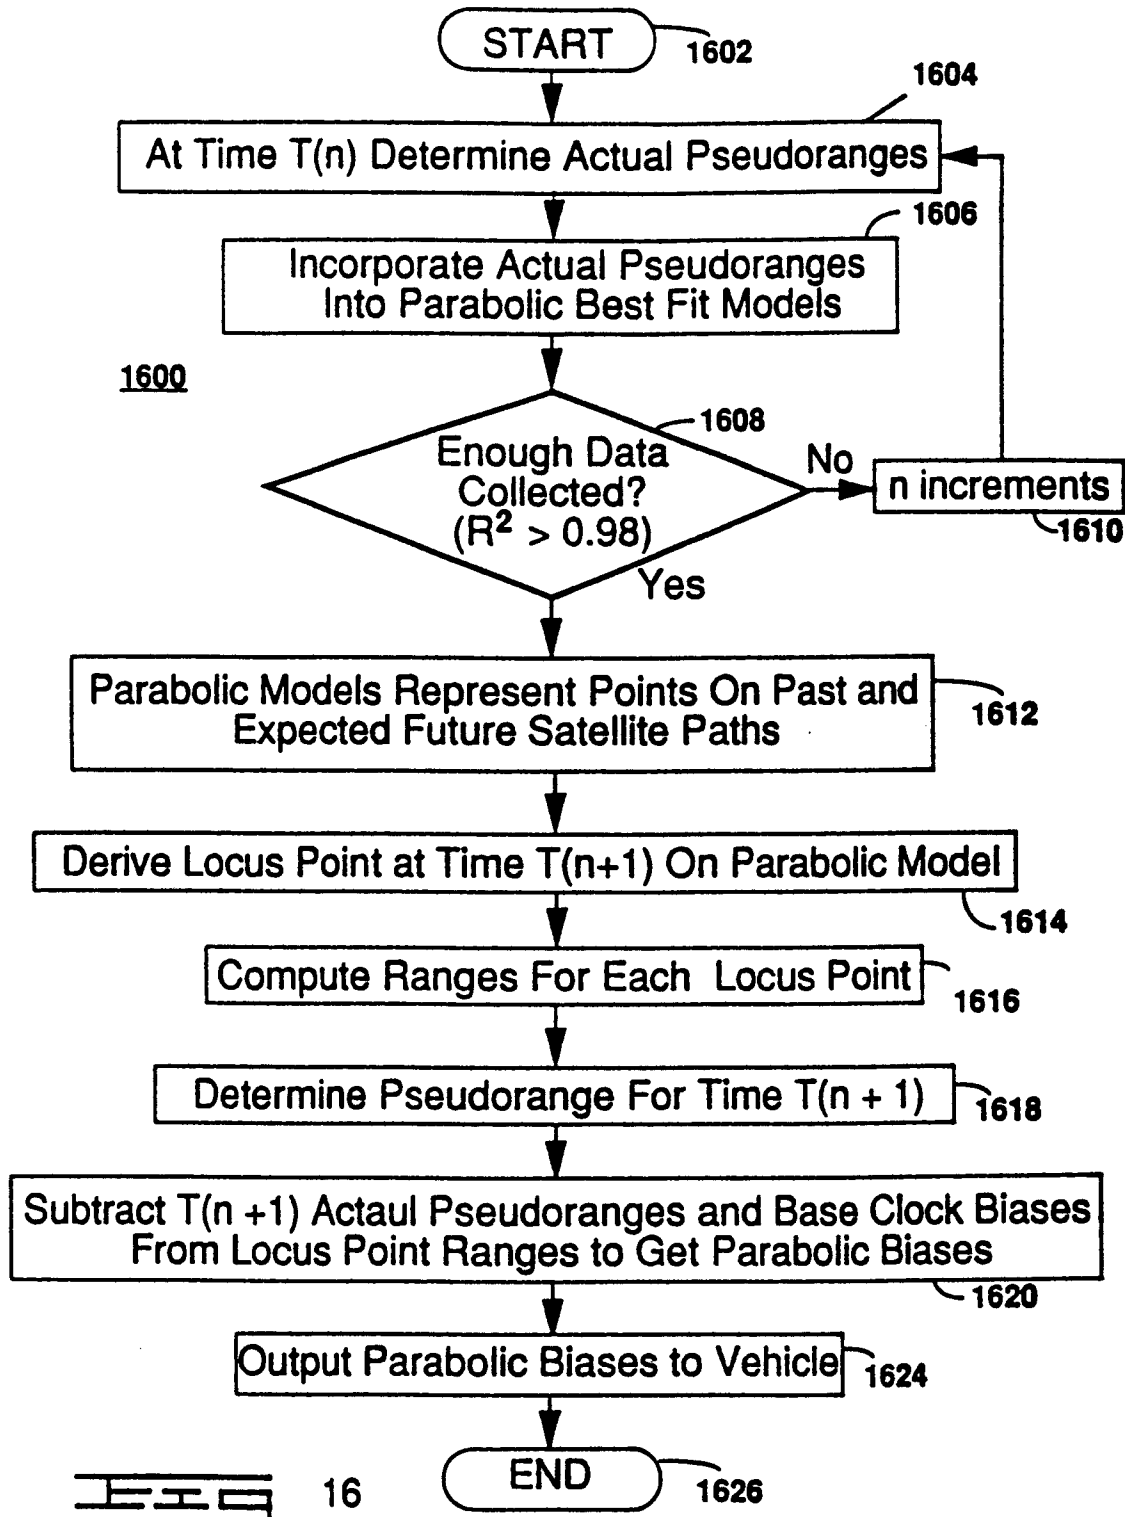 START
1602
1604
At Time T(n) Determine Actual Pseudoranges
1606
Incorporate Actual Pseudoranges
Into Parabolic Best Fit Models
1600
1608
Enough Data
Collected?
(R² > 0.98)
No
n increments
1610
Yes
Parabolic Models Represent Points On Past and
Expected Future Satellite Paths
1612
Derive Locus Point at Time T(n+1) On Parabolic Model
1614
Compute Ranges For Each Locus Point
1616
Determine Pseudorange For Time T(n + 1)
1618
Subtract T(n +1) Actaul Pseudoranges and Base Clock Biases
From Locus Point Ranges to Get Parabolic Biases
1620
Output Parabolic Biases to Vehicle
1624
END
1626
FIG 16